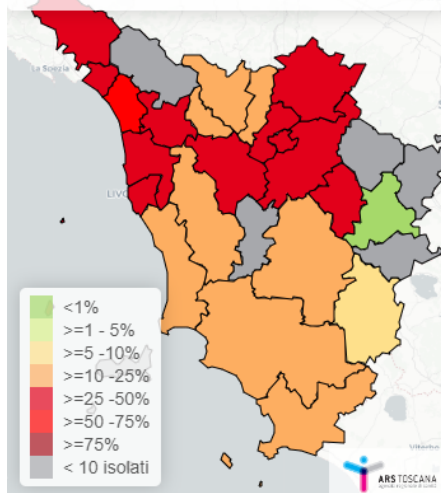 La Spezia
LIVO
<1%
>=1 - 5%
>=5 -10%
>=10 -25%
>=25 -50%
>=50 -75%
>=75%
< 10 isolati
Viterbo
ARS TOSCANA